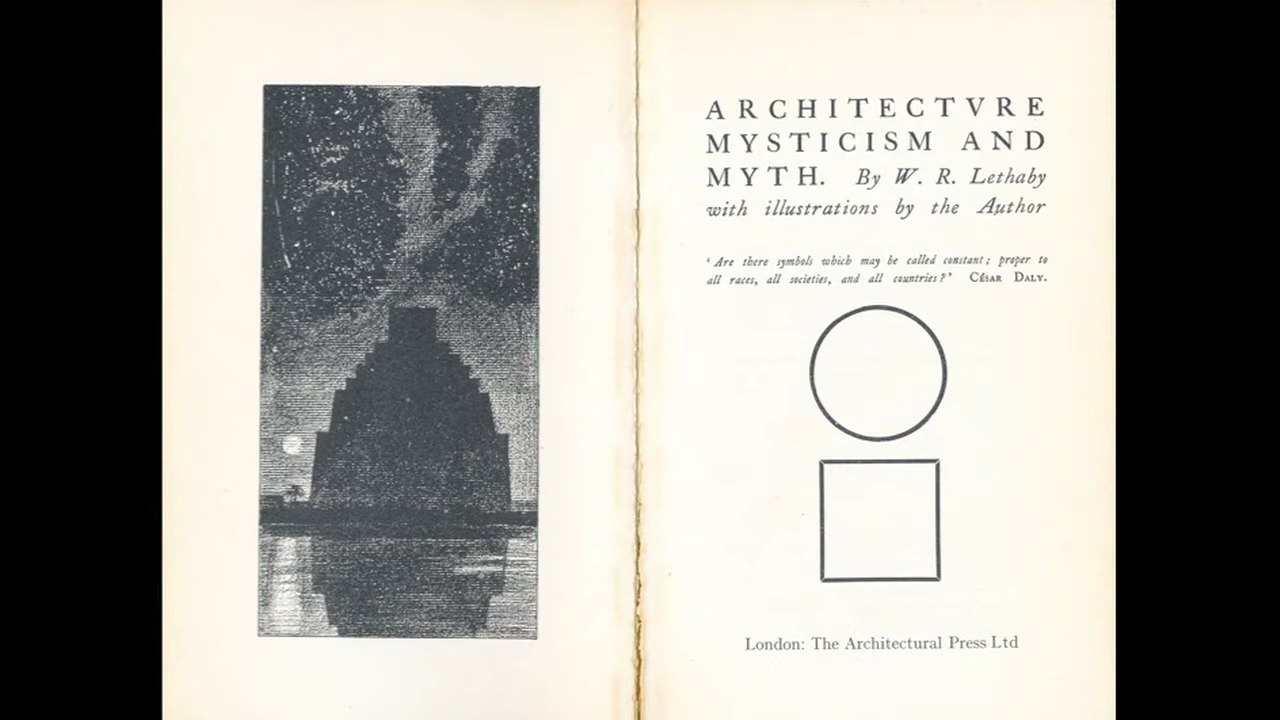 ARCHITECTVRE
MYSTICISM AND
MYTH. By W. R. Lethaby
with illustrations by the Author
‘Are there symbols which may be called constant; proper to
all races, all societies, and all countries?’ CÉSAR DALY.
London: The Architectural Press Ltd